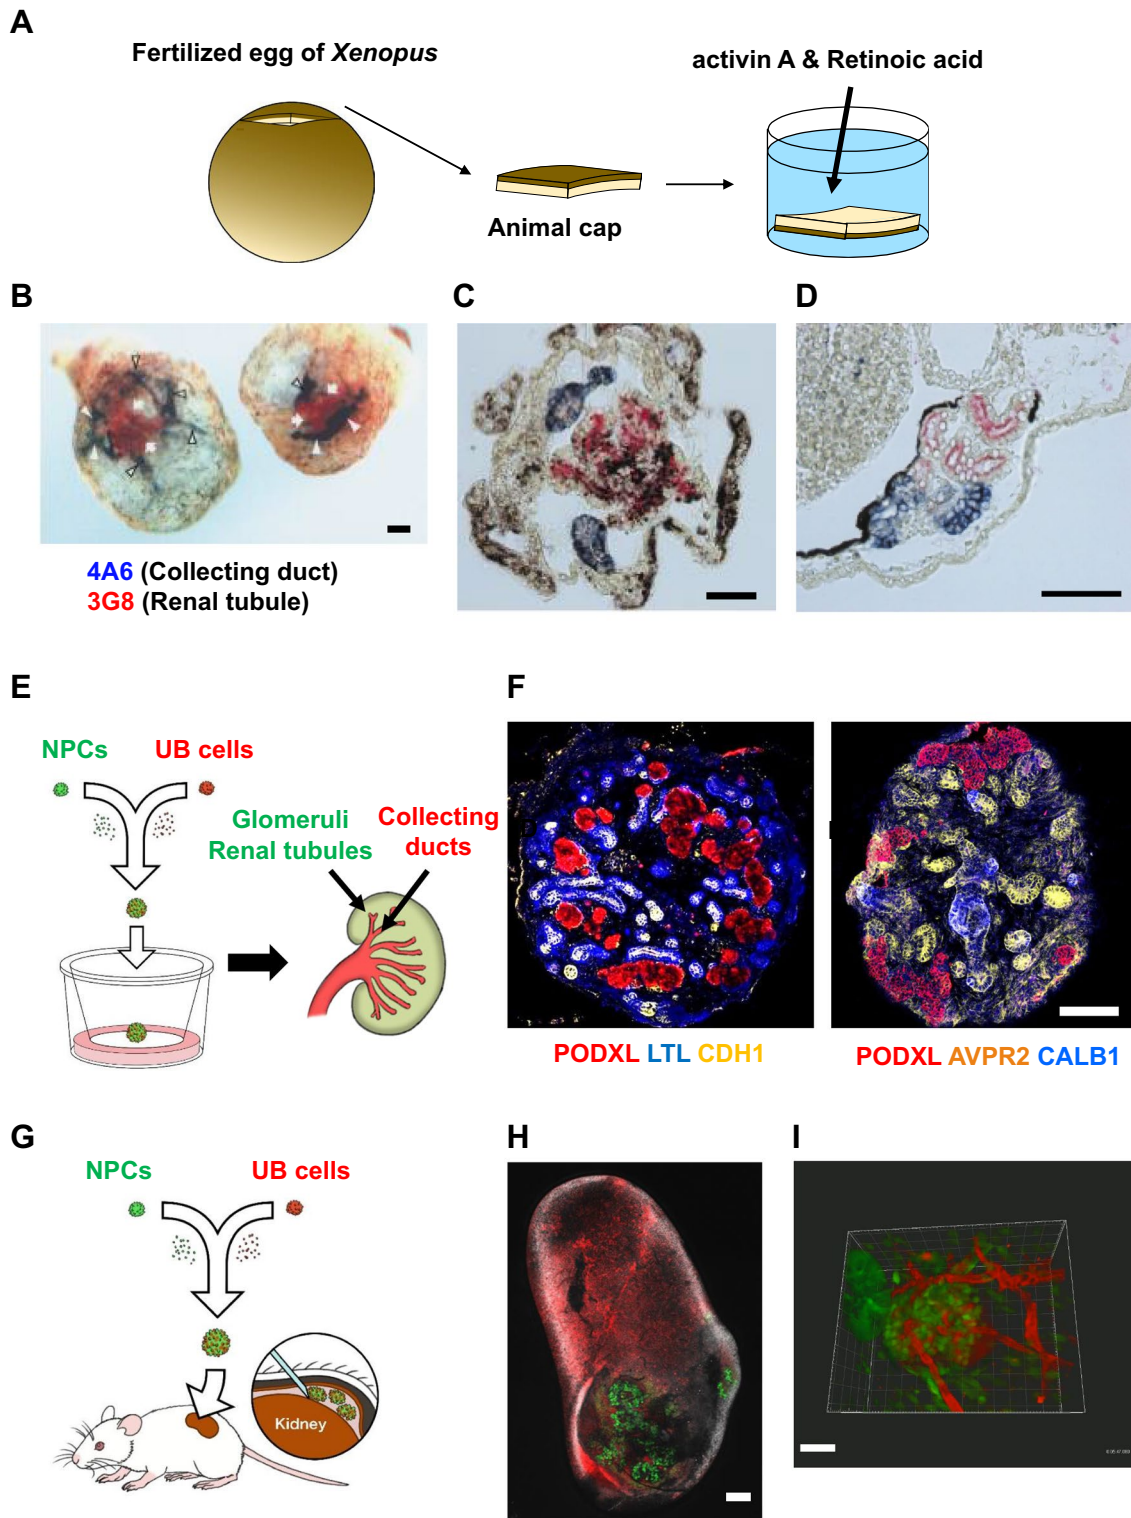 A
Fertilized egg of Xenopus
activin A & Retinoic acid
Animal cap
B
C
D
4A6 (Collecting duct)
3G8 (Renal tubule)
E
F
NPCs
UB cells
Glomeruli
Renal tubules
Collecting
ducts
PODXL LTL CDH1
PODXL AVPR2 CALB1
G
H
I
NPCs
UB cells
Kidney